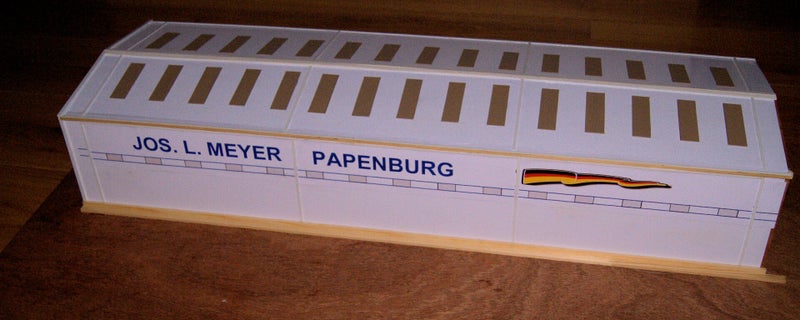 JOS. L. MEYER PAPENBURG